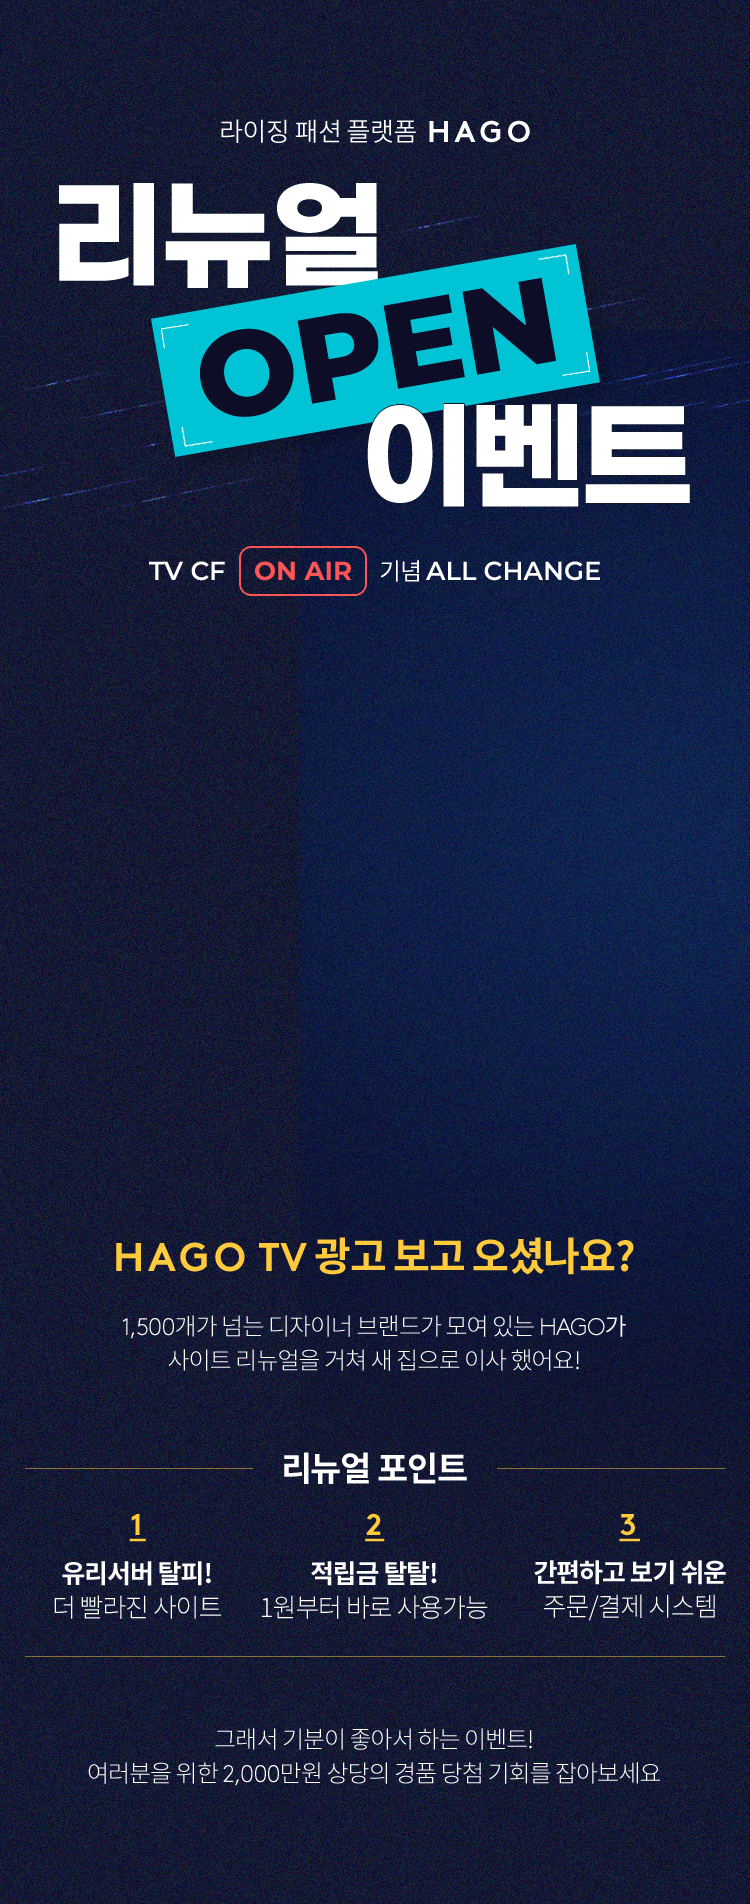 라이징 패션 플랫폼 HAGO
리뉴얼
OPEN
이벤트
TV CF ON AIR 기념 ALL CHANGE
HAGO TV 광고 보고 오셨나요?
1,500개가 넘는 디자이너 브랜드가 모여 있는 HAGO가
사이트 리뉴얼을 거쳐 새 집으로 이사 했어요!
리뉴얼 포인트
1
유리서버 탈피!
더 빨라진 사이트
2
적립금 탈탈!
1원부터 바로 사용가능
3
간편하고 보기 쉬운
주문/결제 시스템
그래서 기분이 좋아서 하는 이벤트!
여러분을 위한 2,000만원 상당의 경품 당첨 기회를 잡아보세요